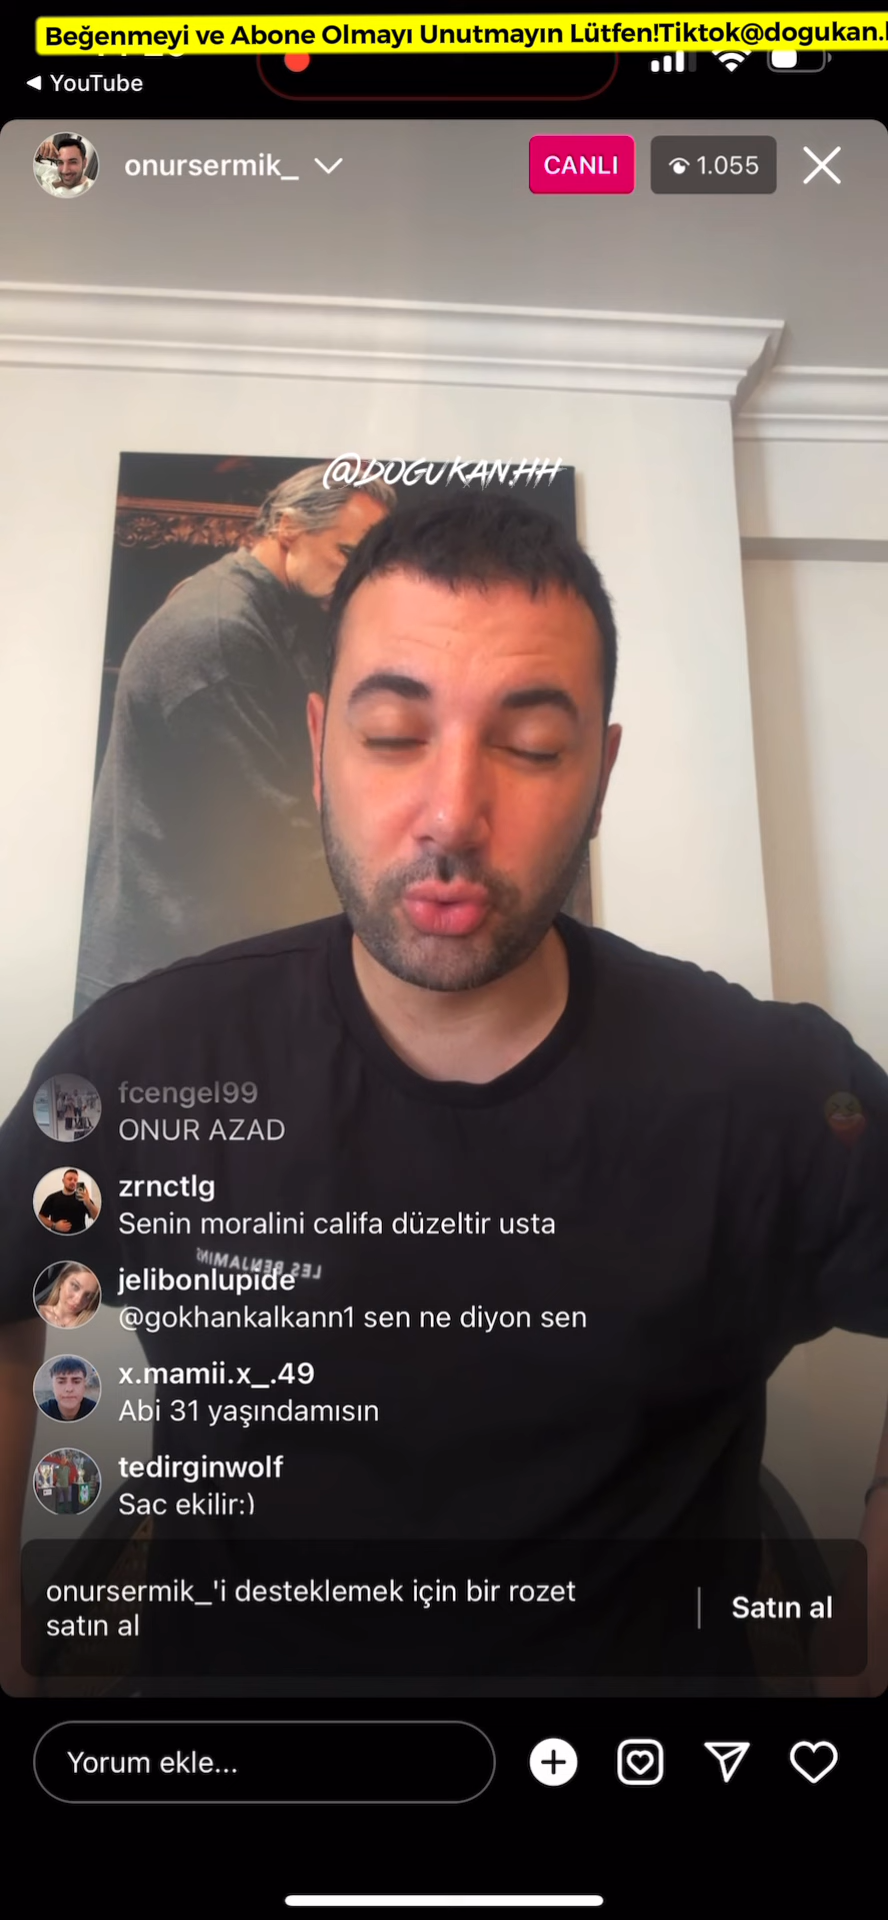 Beğenmeyi ve Abone Olmayı Unutmayın Lütfen!Tiktok@dogukan.
YouTube
onursermik_
CANLI
1.055
@DOGUKAN.HH
fcengel99
ONUR AZAD
zrnctlg
Senin moralini califa düzeltir usta
LES BENJAMINS
jelibonlupide
@gokhankalkann1 sen ne diyon sen
x.mamii.x_.49
Abi 31 yaşındamısın
tedirginwolf
Sac ekilir:)
onursermik_'i desteklemek için bir rozet
satın al
Satın al
Yorum ekle...